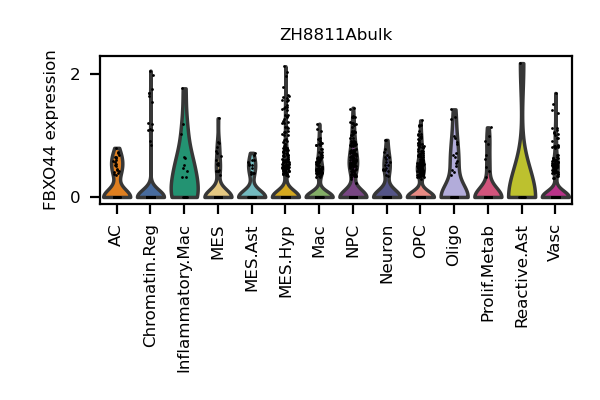 ZH8811Abulk
FBXO44 expression
2
0
AC
Chromatin.Reg
Inflammatory.Mac
MES
MES.Ast
MES.Hyp
Mac
NPC
Neuron
OPC
Oligo
Prolif.Metab
Reactive.Ast
Vasc